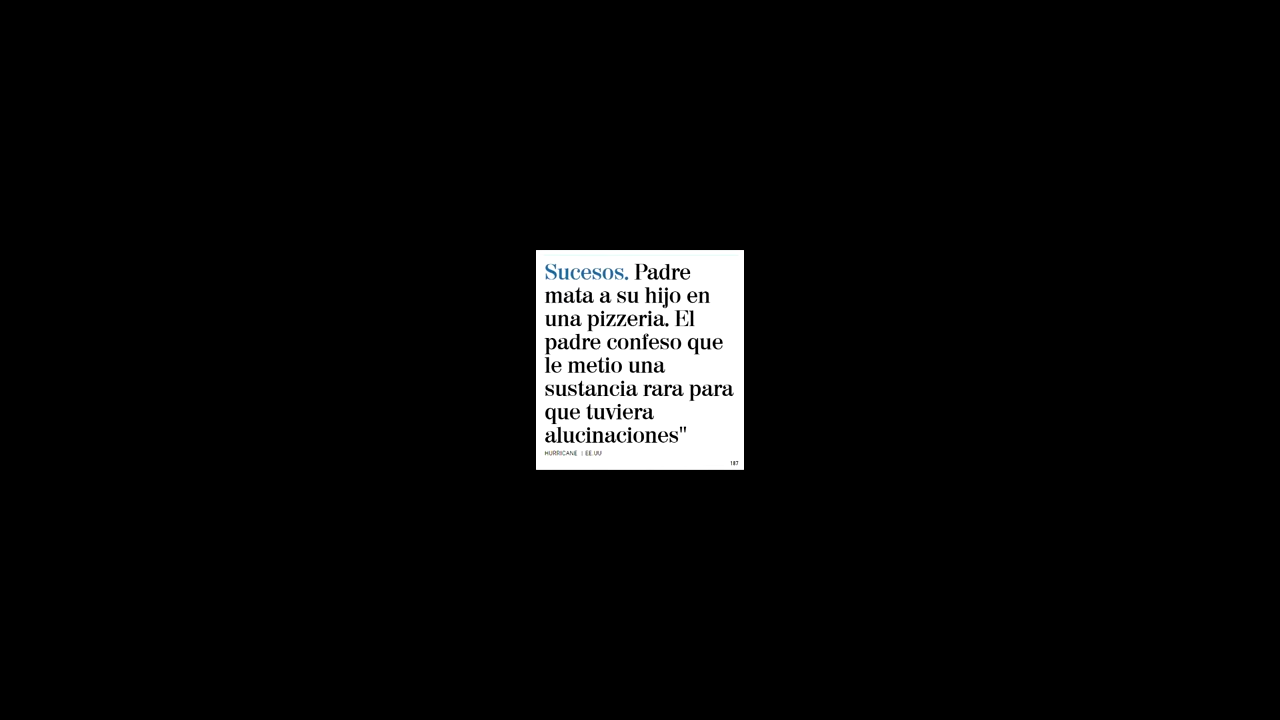 Sucesos. Padre
mata a su hijo en
una pizzeria. El
padre confeso que
le metio una
sustancia rara para
que tuviera
alucinaciones"
HURRICANE | EE.UU
187